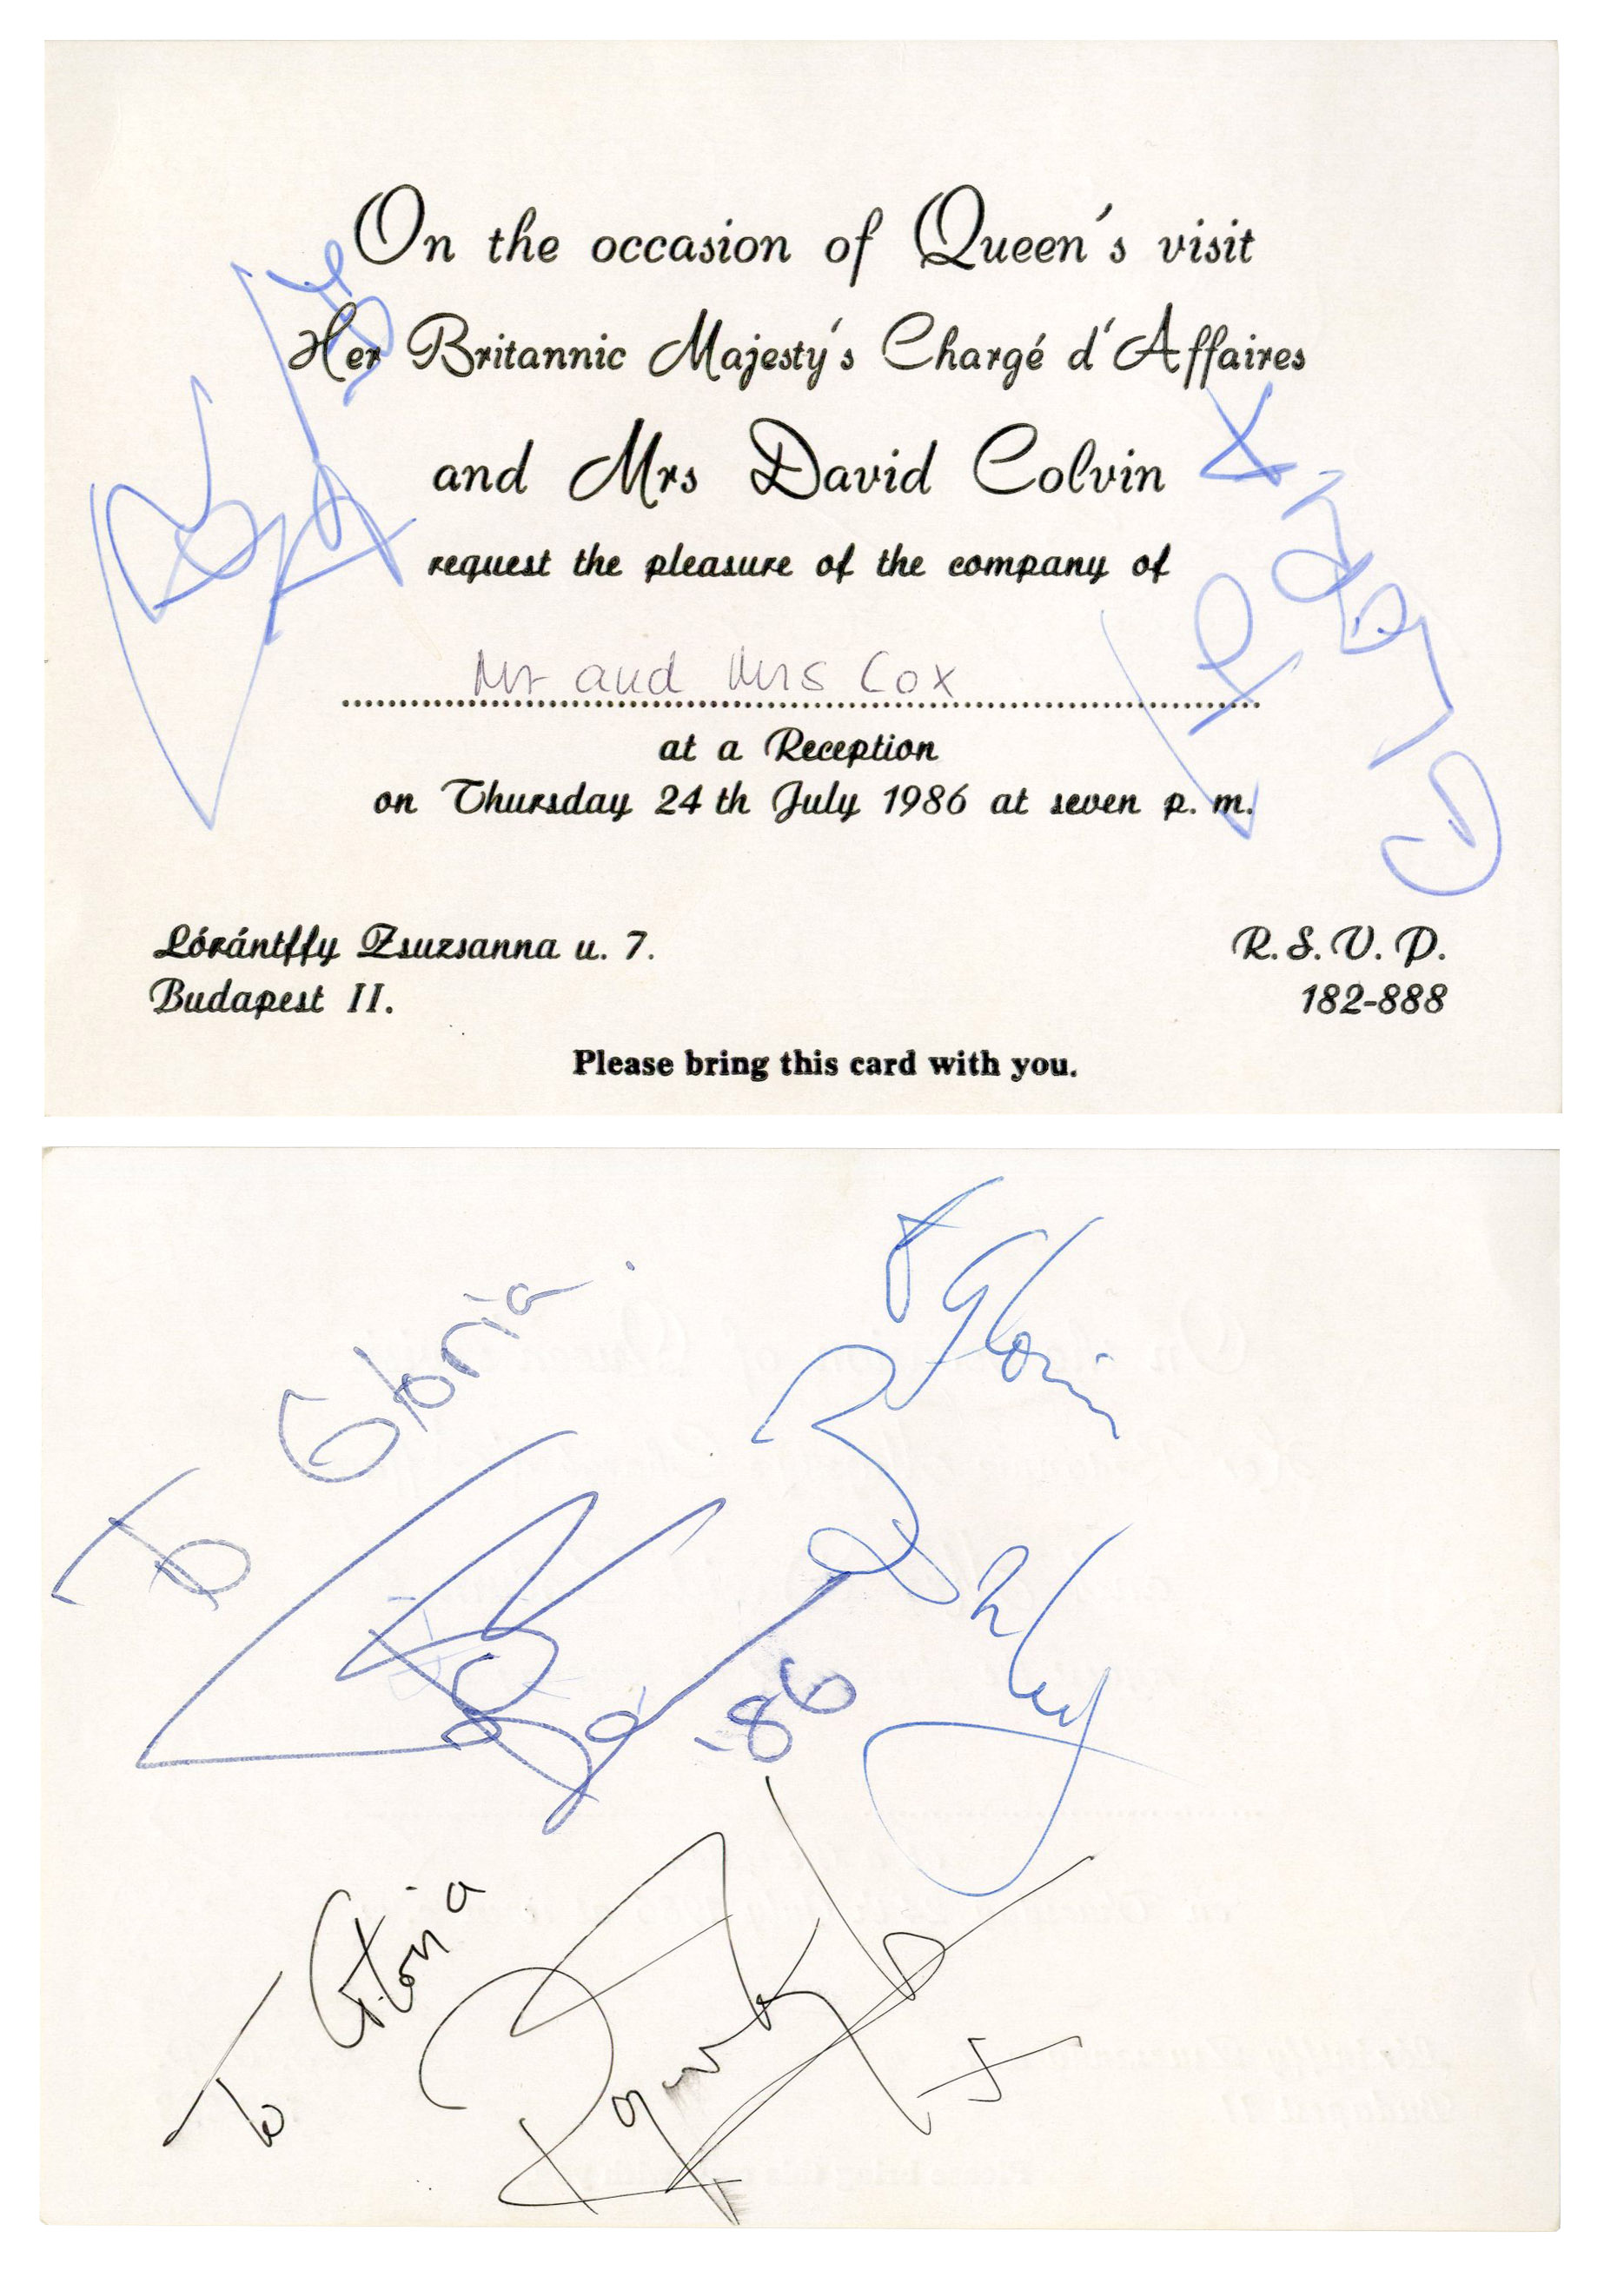 On the occasion of Queen's visit
Her Britannic Majesty's Chargé d'Affaires
and Mrs David Colvin
request the pleasure of the company of
Mr and Mrs Cox
at a Reception
on Thursday 24 th July 1986 at seven p. m.
Lórántffy Zsuzsanna u. 7.
Budapest II.
R. S. V. P.
182-888
Please bring this card with you.
To Gloria.
Gloria
-86
To Gloria